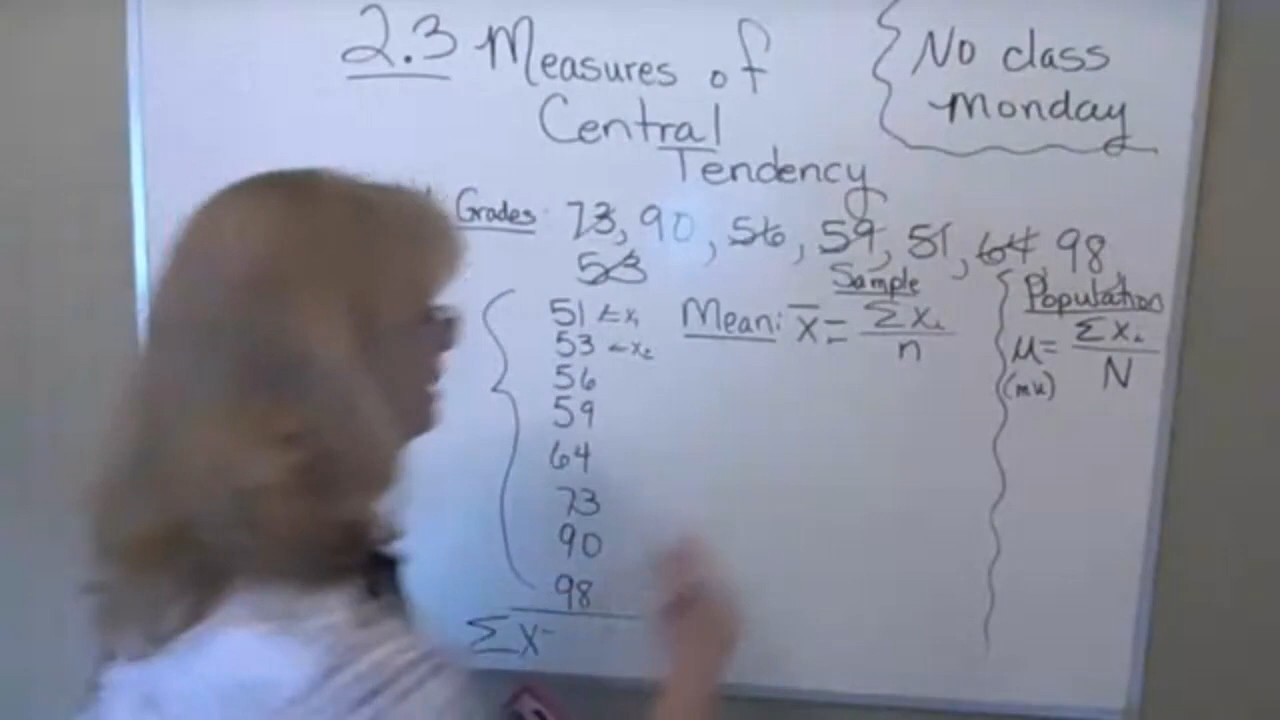 2.3 Measures of
Central
Tendency
No class
Monday
Grades: 73, 90, 56, 59, 51, 64 98,
53
51 ← x₁
53 ← x₂
56
59
64
73
90
98
Σx
Sample
Mean: x̄ = Σxᵢ / n
Population
μ = Σxᵢ / N
(mu)